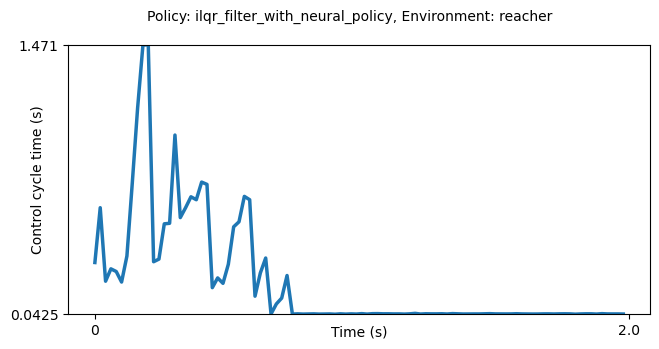 Policy: ilqr_filter_with_neural_policy, Environment: reacher
1.471
Control cycle time (s)
0.0425
0
Time (s)
2.0